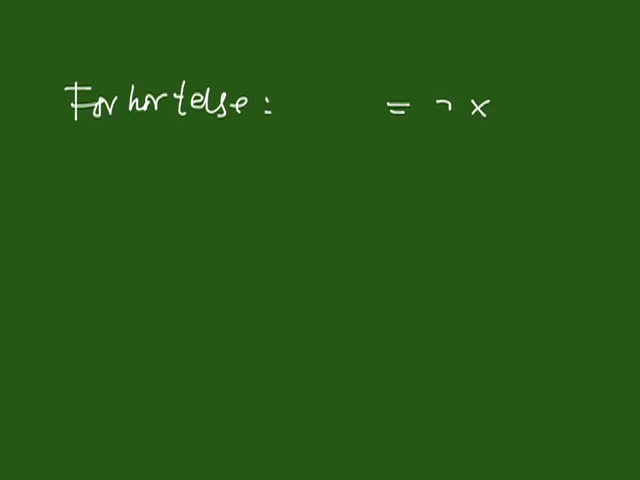 Forkortelse: = ¬ x